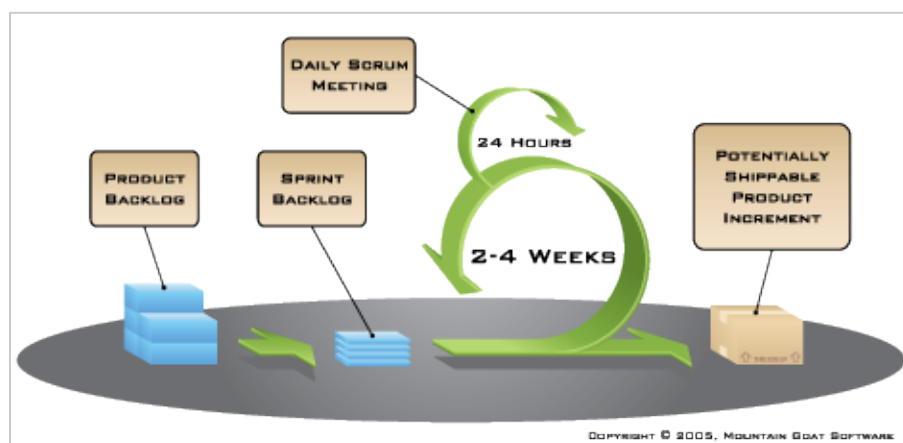 DAILY SCRUM
MEETING
24 HOURS
PRODUCT
BACKLOG
SPRINT
BACKLOG
POTENTIALLY
SHIPPABLE
PRODUCT
INCREMENT
2-4 WEEKS
COPYRIGHT © 2005, MOUNTAIN GOAT SOFTWARE